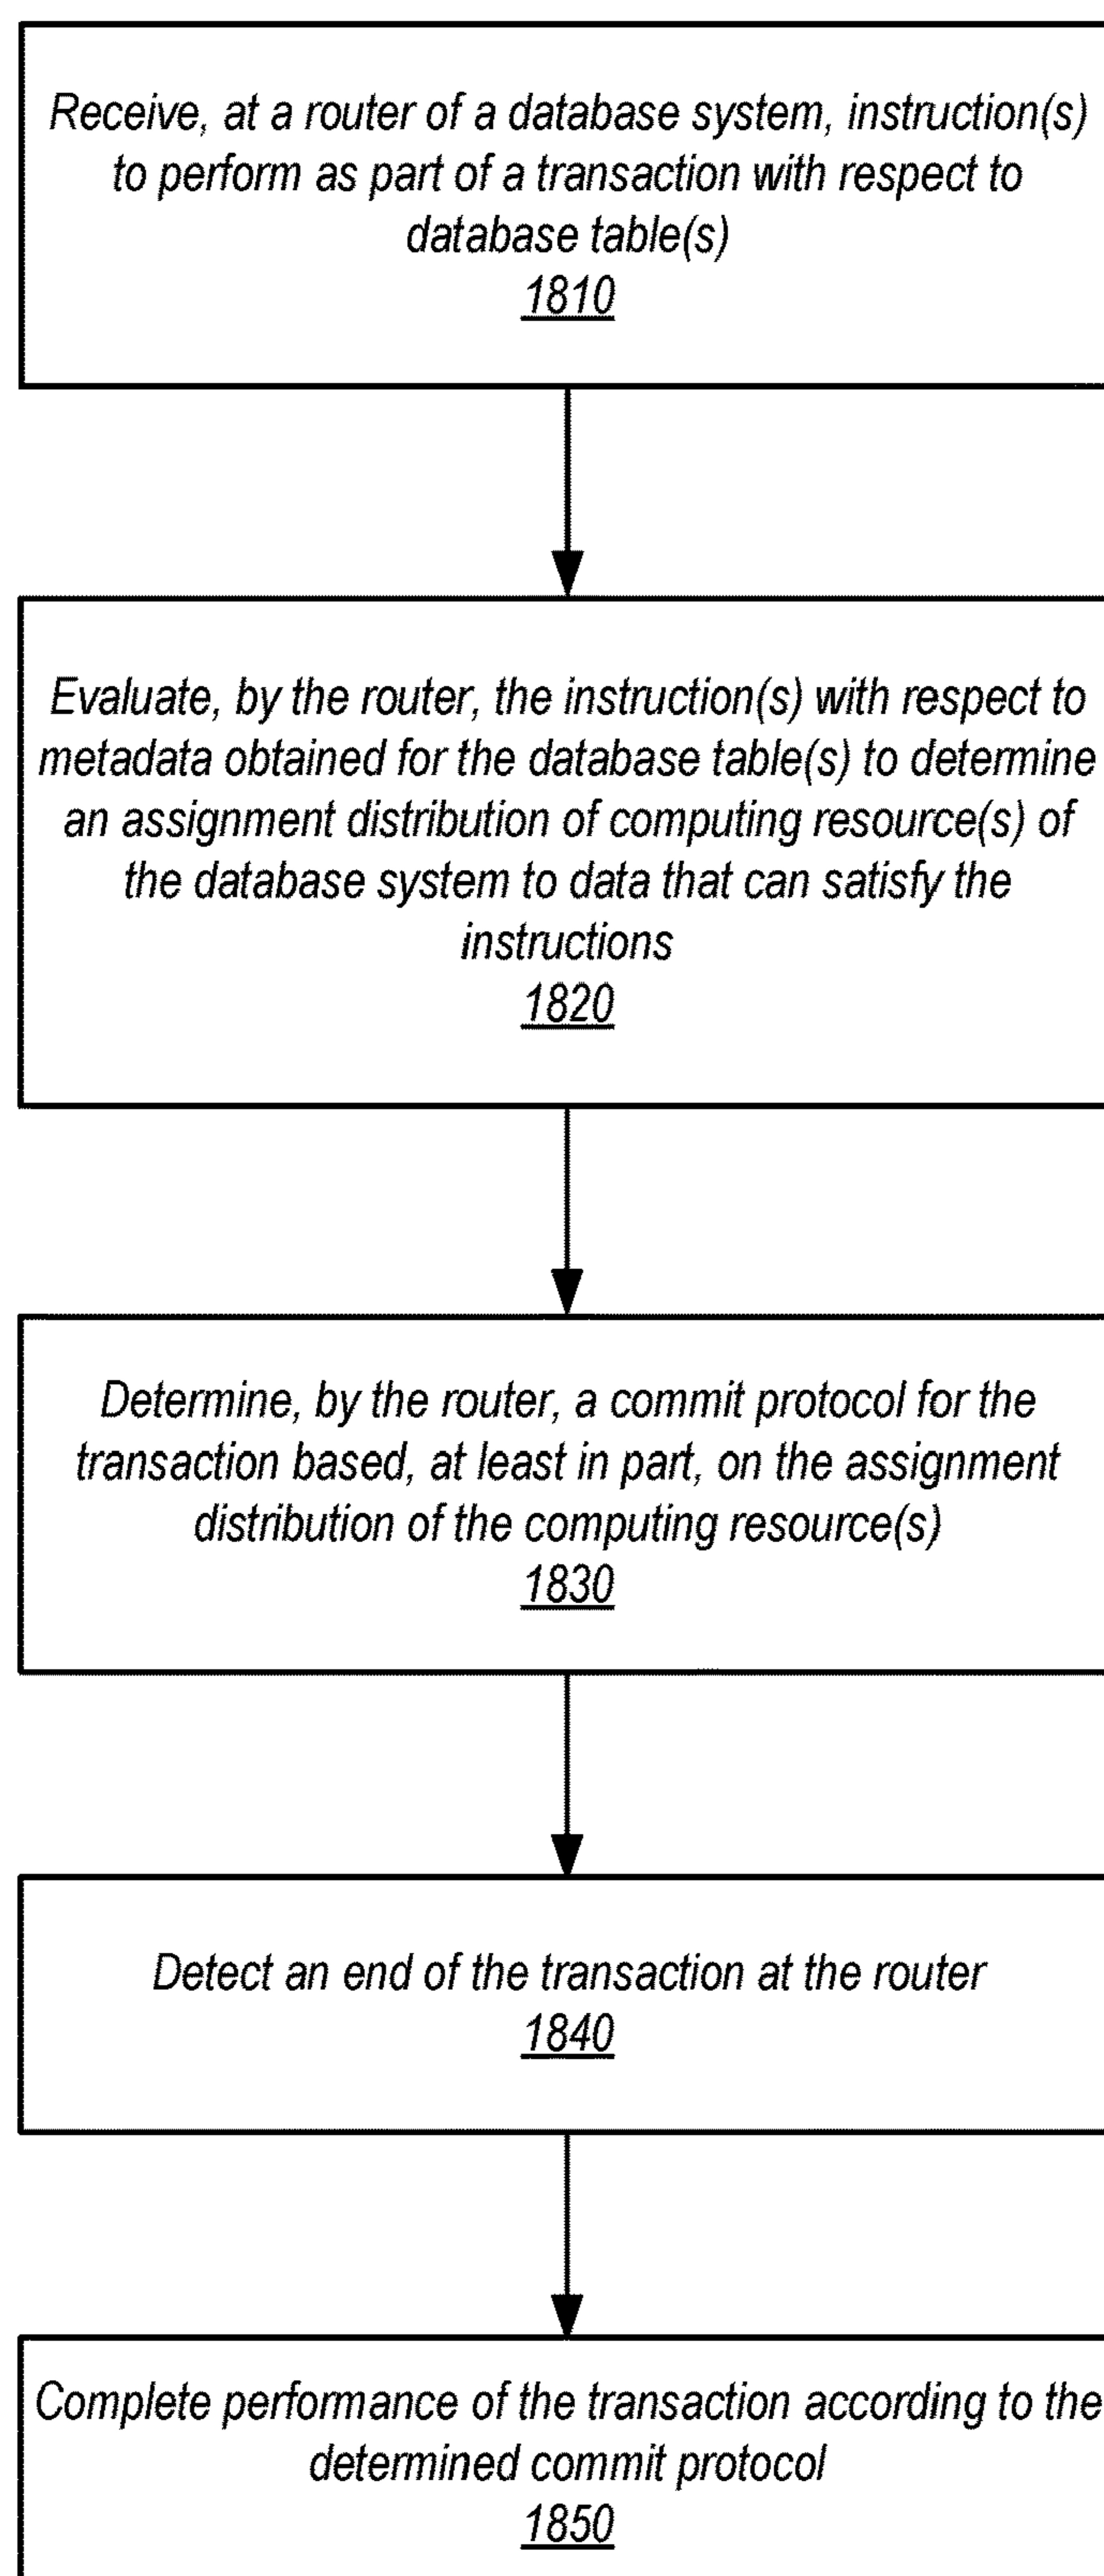 Receive, at a router of a database system, instruction(s)
to perform as part of a transaction with respect to
database table(s)
1810
Evaluate, by the router, the instruction(s) with respect to
metadata obtained for the database table(s) to determine
an assignment distribution of computing resource(s) of
the database system to data that can satisfy the
instructions
1820
Determine, by the router, a commit protocol for the
transaction based, at least in part, on the assignment
distribution of the computing resource(s)
1830
Detect an end of the transaction at the router
1840
Complete performance of the transaction according to the
determined commit protocol
1850